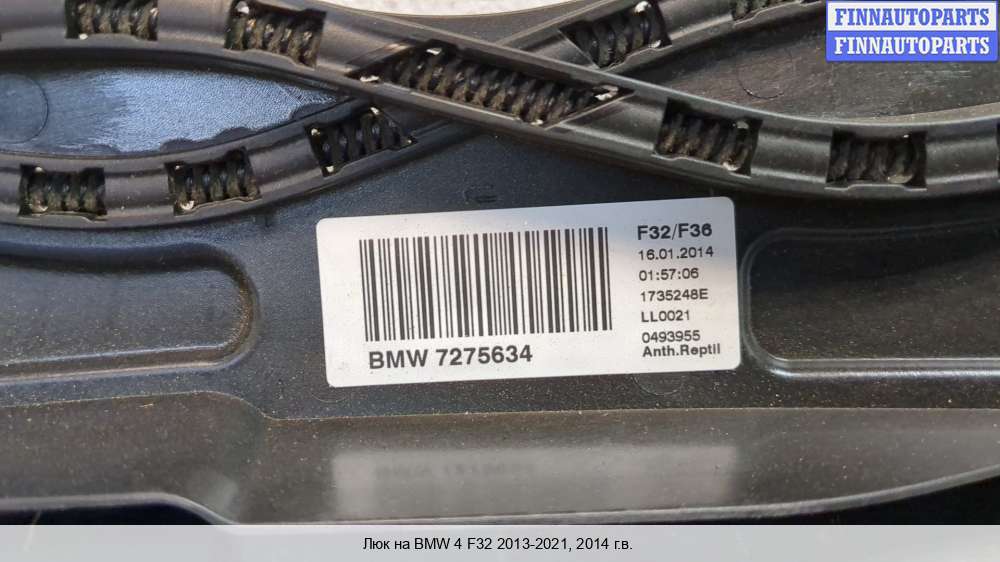 FINNAUTOPARTS
FINNAUTOPARTS
F32/F36
16.01.2014
01:57:06
1735248E
LL0021
0493955
Anth.Reptil
BMW 7275634
Люк на BMW 4 F32 2013-2021, 2014 г.в.